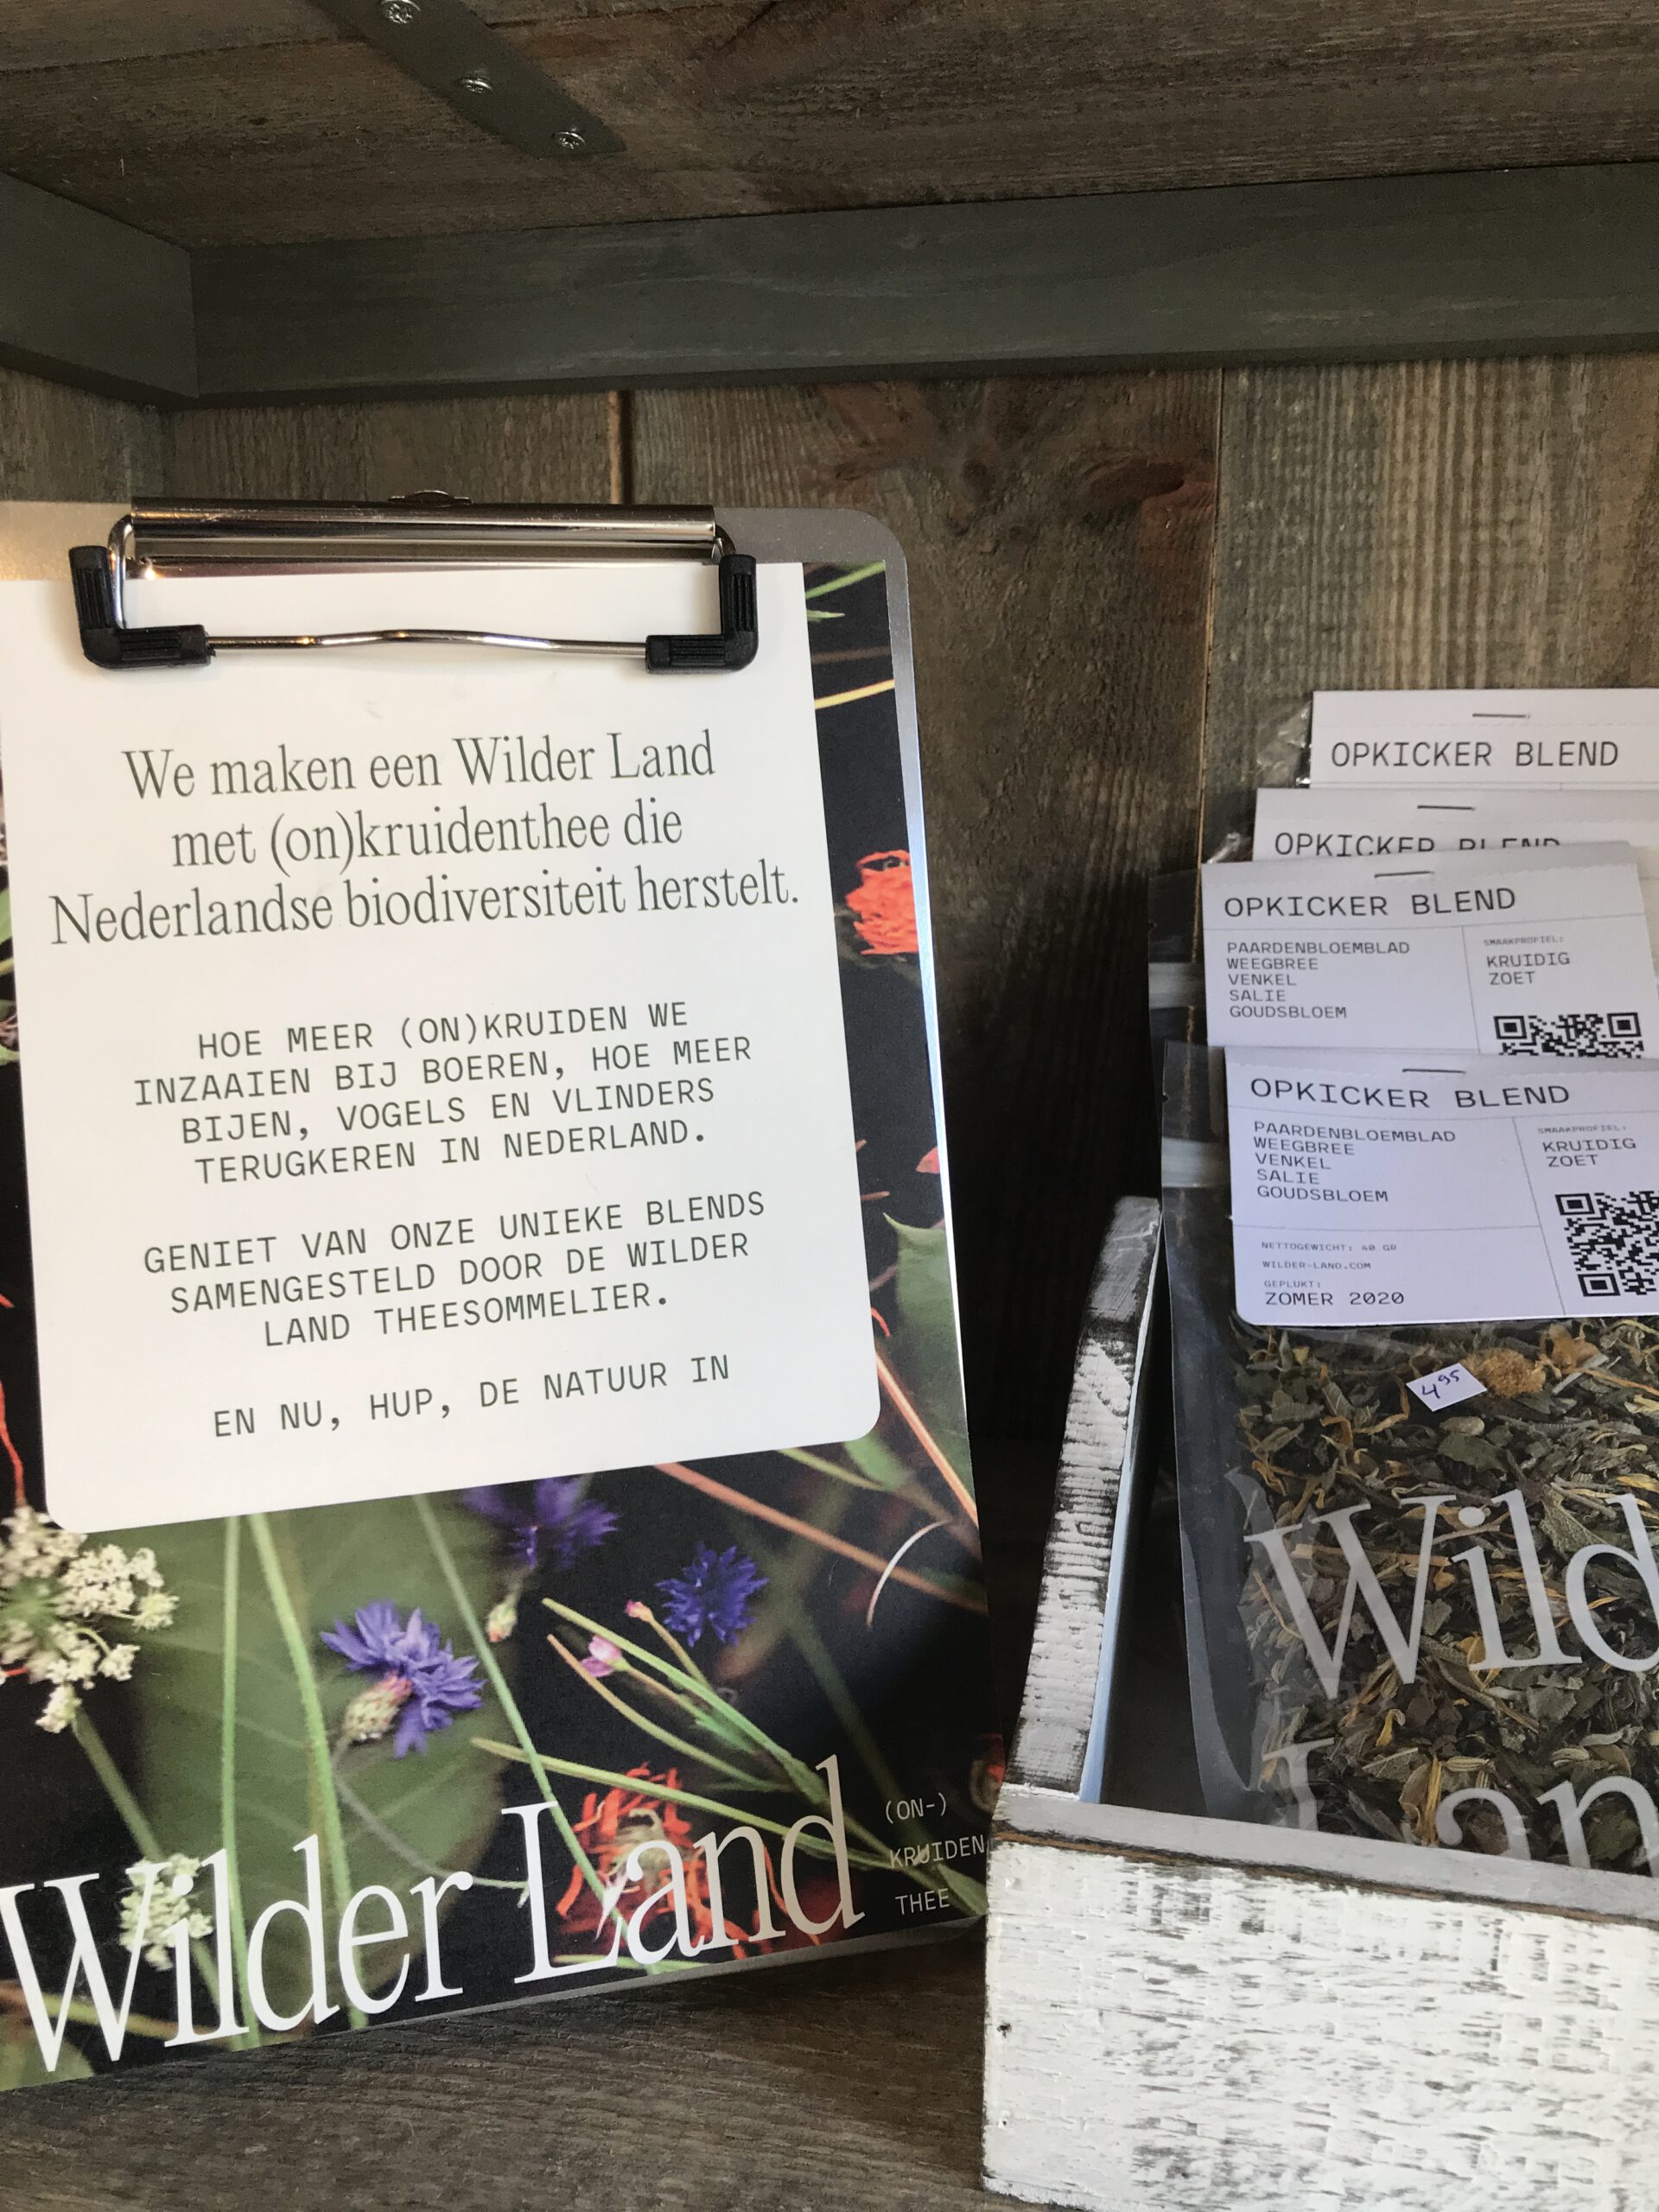 We maken een Wilder Land
met (on)kruidenthee die
Nederlandse biodiversiteit herstelt.
HOE MEER (ON)KRUIDEN WE
INZAAIEN BIJ BOEREN, HOE MEER
BIJEN, VOGELS EN VLINDERS
TERUGKEREN IN NEDERLAND.
GENIET VAN ONZE UNIEKE BLENDS
SAMENGESTELD DOOR DE WILDER
LAND THEESOMMELIER.
EN NU, HUP, DE NATUUR IN
Wilder Land
(ON-)
KRUIDEN
THEE
OPKICKER BLEND
OPKICKER BLEND
OPKICKER BLEND
PAARDENBLOEMBLAD
WEEGBREE
VENKEL
SALIE
GOUDSBLOEM
SMAAKPROFIEL:
KRUIDIG
ZOET
OPKICKER BLEND
PAARDENBLOEMBLAD
WEEGBREE
VENKEL
SALIE
GOUDSBLOEM
SMAAKPROFIEL:
KRUIDIG
ZOET
NETTOGEWICHT: 40 GR
WILDER-LAND.COM
GEPLUKT:
ZOMER 2020
4,95
Wild
Lan